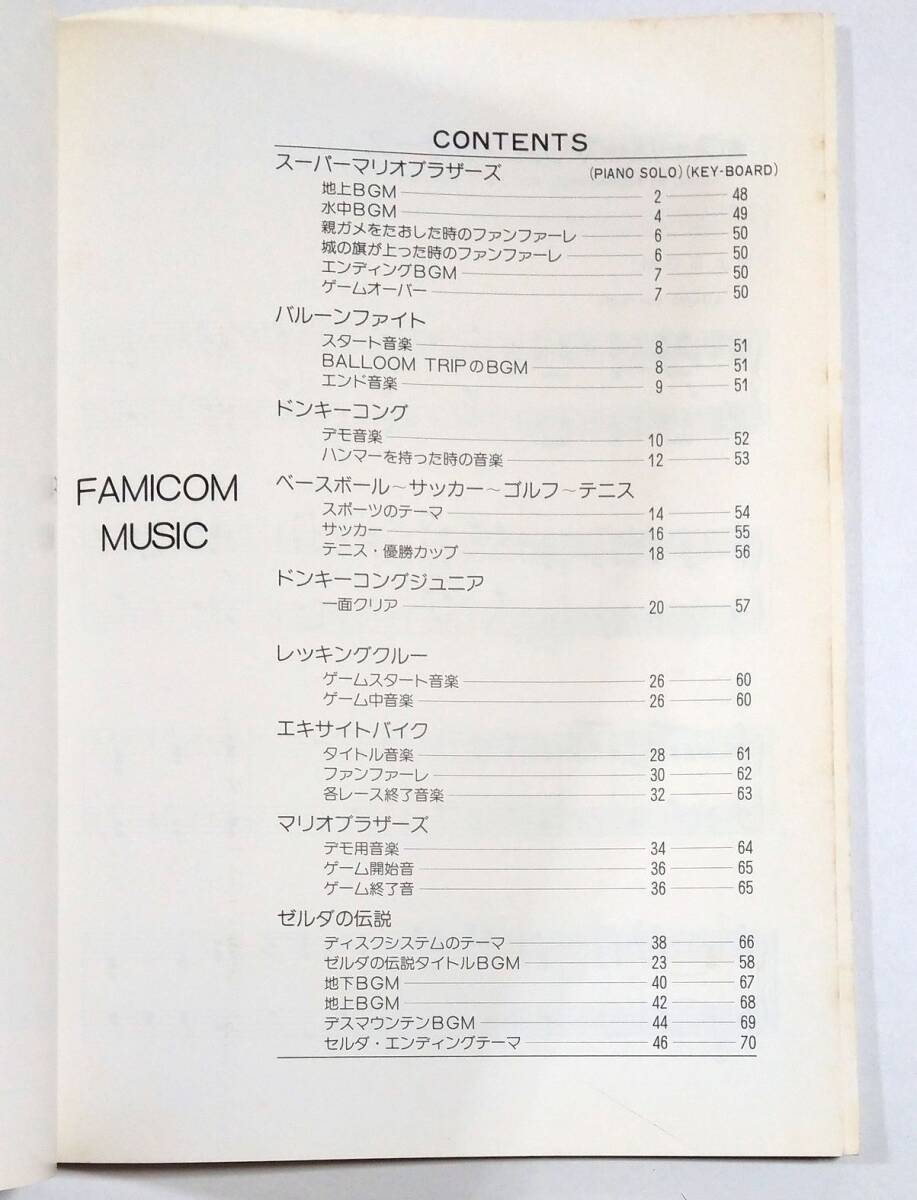 CONTENTS
スーパーマリオブラザーズ (PIANO SOLO) (KEY-BOARD)
地上BGM 2 48
水中BGM 4 49
親ガメをたおした時のファンファーレ 6 50
城の旗が上った時のファンファーレ 6 50
エンディングBGM 7 50
ゲームオーバー 7 50
バルーンファイト
スタート音楽 8 51
BALLOOM TRIPのBGM 8 51
エンド音楽 9 51
ドンキーコング
デモ音楽 10 52
ハンマーを持った時の音楽 12 53
FAMICOM
MUSIC
ベースボール~サッカー~ゴルフ~テニス
スポーツのテーマ 14 54
サッカー 16 55
テニス・優勝カップ 18 56
ドンキーコングジュニア
一面クリア 20 57
レッキングクルー
ゲームスタート音楽 26 60
ゲーム中音楽 26 60
エキサイトバイク
タイトル音楽 28 61
ファンファーレ 30 62
各レース終了音楽 32 63
マリオブラザーズ
デモ用音楽 34 64
ゲーム開始音 36 65
ゲーム終了音 36 65
ゼルダの伝説
ディスクシステムのテーマ 38 66
ゼルダの伝説タイトルBGM 23 58
地下BGM 40 67
地上BGM 42 68
デスマウンテンBGM 44 69
セルダ・エンディングテーマ 46 70